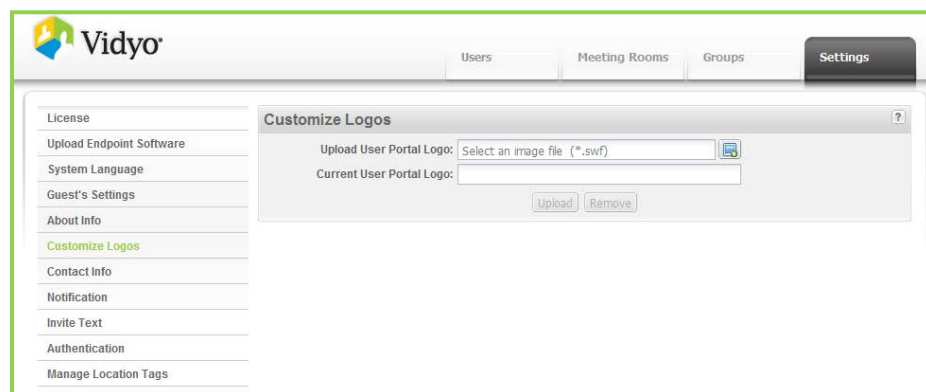 Vidyo
Users Meeting Rooms Groups Settings
License
Upload Endpoint Software
System Language
Guest's Settings
About Info
Customize Logos
Contact Info
Notification
Invite Text
Authentication
Manage Location Tags
Customize Logos ?
Upload User Portal Logo: Select an image file (*.swf)
Current User Portal Logo:
Upload Remove